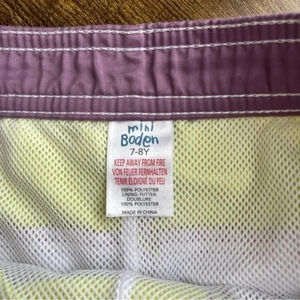 mini
Boden
7-8Y
KEEP AWAY FROM FIRE
VON FEUER FERNHALTEN
TENIR ÉLOIGNÉ DU FEU
100% POLYESTER
LINING: FUTTER:
DOUBLURE:
100% POLYESTER
MADE IN CHINA